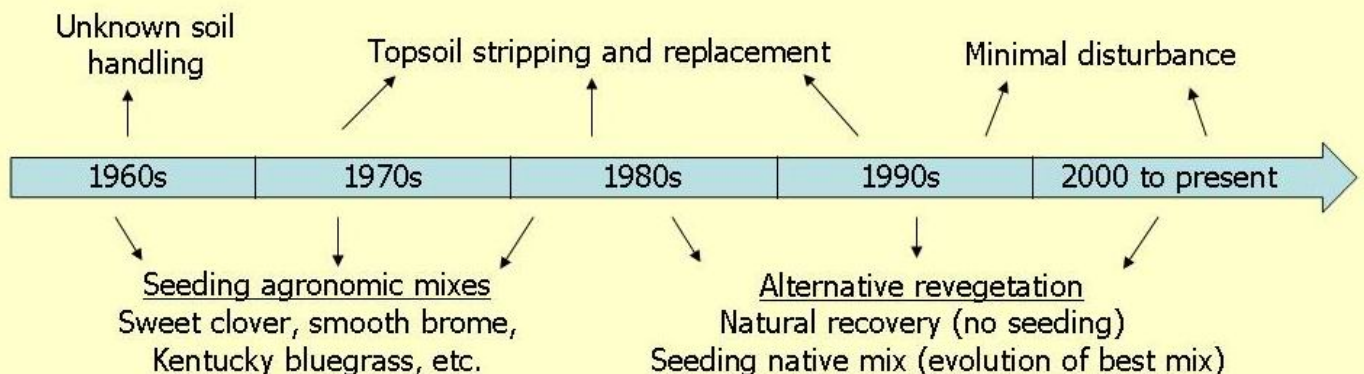 Unknown soil
handling
Topsoil stripping and replacement
Minimal disturbance
1960s
1970s
1980s
1990s
2000 to present
Seeding agronomic mixes
Sweet clover, smooth brome,
Kentucky bluegrass, etc.
Alternative revegetation
Natural recovery (no seeding)
Seeding native mix (evolution of best mix)